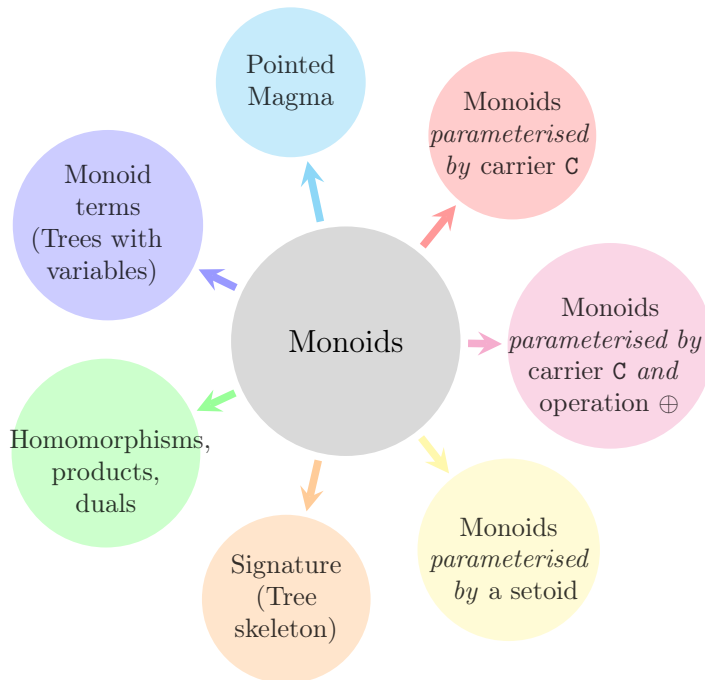 Pointed
Magma
Monoids
parameterised
by carrier C
Monoid
terms
(Trees with
variables)
Monoids
Monoids
parameterised by
carrier C and
operation ⊕
Homomorphisms,
products,
duals
Signature
(Tree
skeleton)
Monoids
parameterised
by a setoid